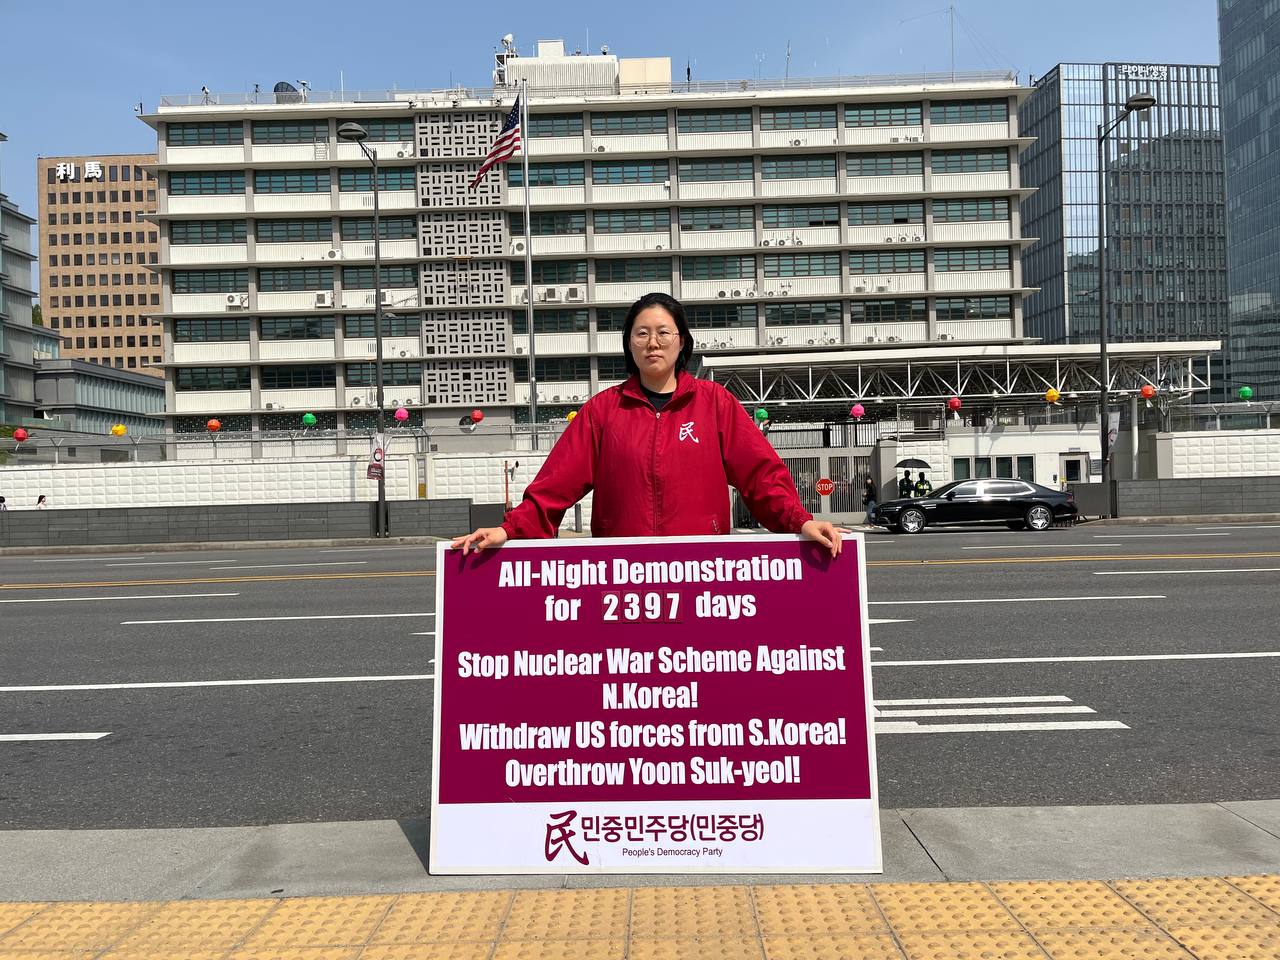 利馬
민
STOP
All-Night Demonstration
for 2397 days
Stop Nuclear War Scheme Against
N.Korea!
Withdraw US forces from S.Korea!
Overthrow Yoon Suk-yeol!
民 민중민주당(민중당)
People's Democracy Party